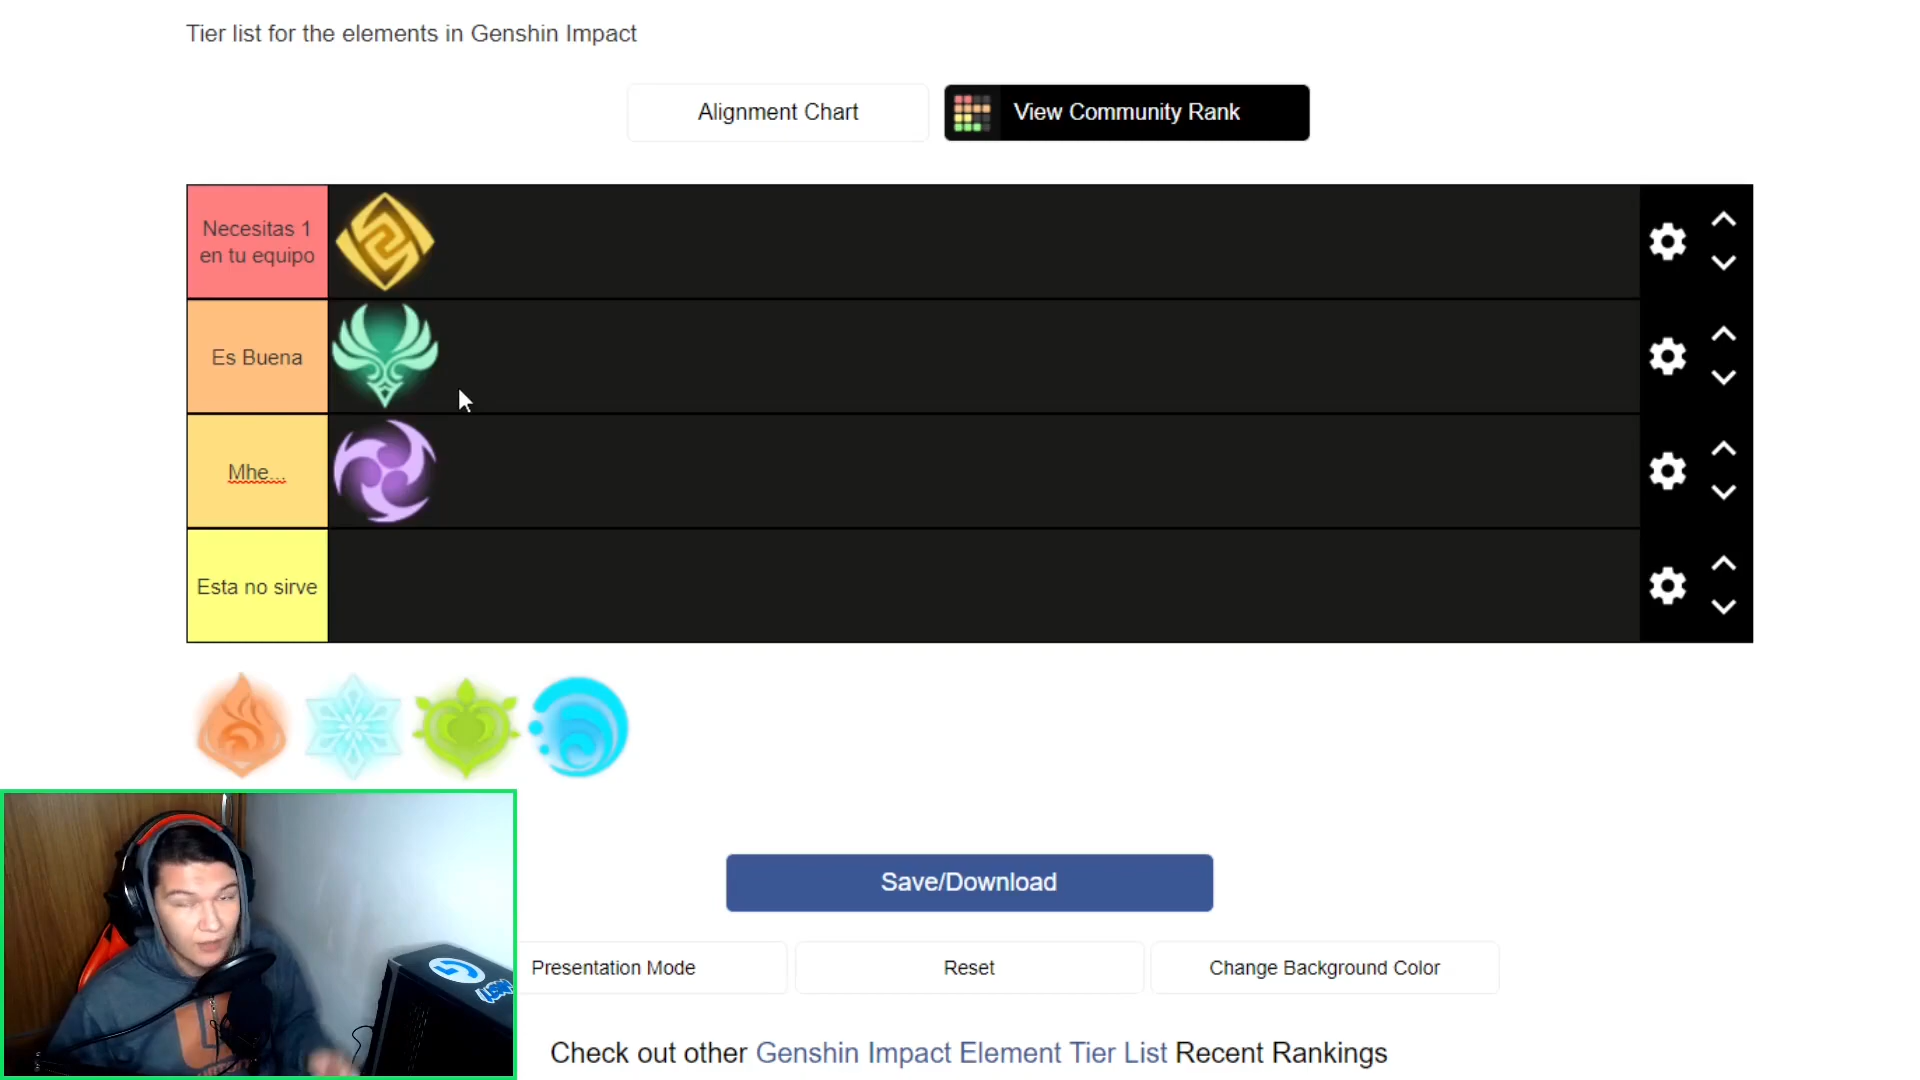 Tier list for the elements in Genshin Impact
Alignment Chart
View Community Rank
Necesitas 1
en tu equipo
Es Buena
Mhe...
Esta no sirve
Save/Download
Presentation Mode
Reset
Change Background Color
Check out other Genshin Impact Element Tier List Recent Rankings